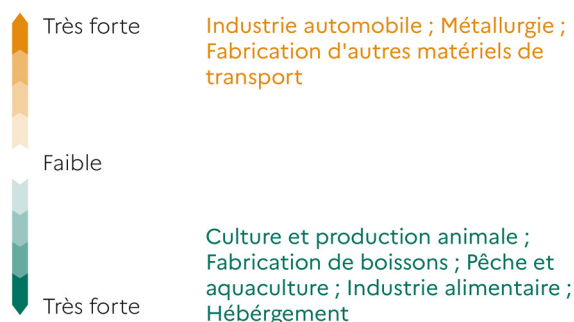 Très forte
Industrie automobile ; Métallurgie ;
Fabrication d'autres matériels de
transport
Faible
Culture et production animale ;
Fabrication de boissons ; Pêche et
aquaculture ; Industrie alimentaire ;
Très forte
Hébérgement